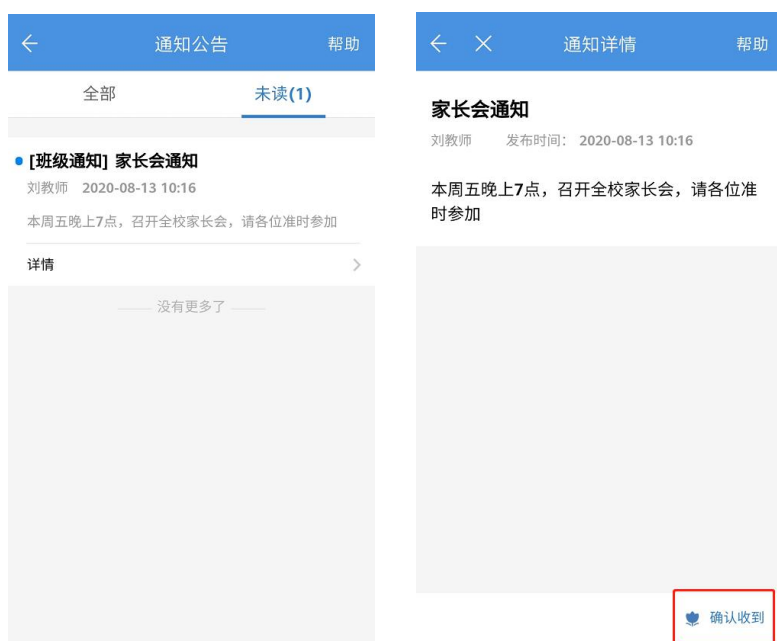 通知公告
帮助
全部
未读(1)
[班级通知] 家长会通知
刘教师 2020-08-13 10:16
本周五晚上7点，召开全校家长会，请各位准时参加
详情
没有更多了
通知详情
帮助
家长会通知
刘教师 发布时间： 2020-08-13 10:16
本周五晚上7点，召开全校家长会，请各位准
时参加
确认收到